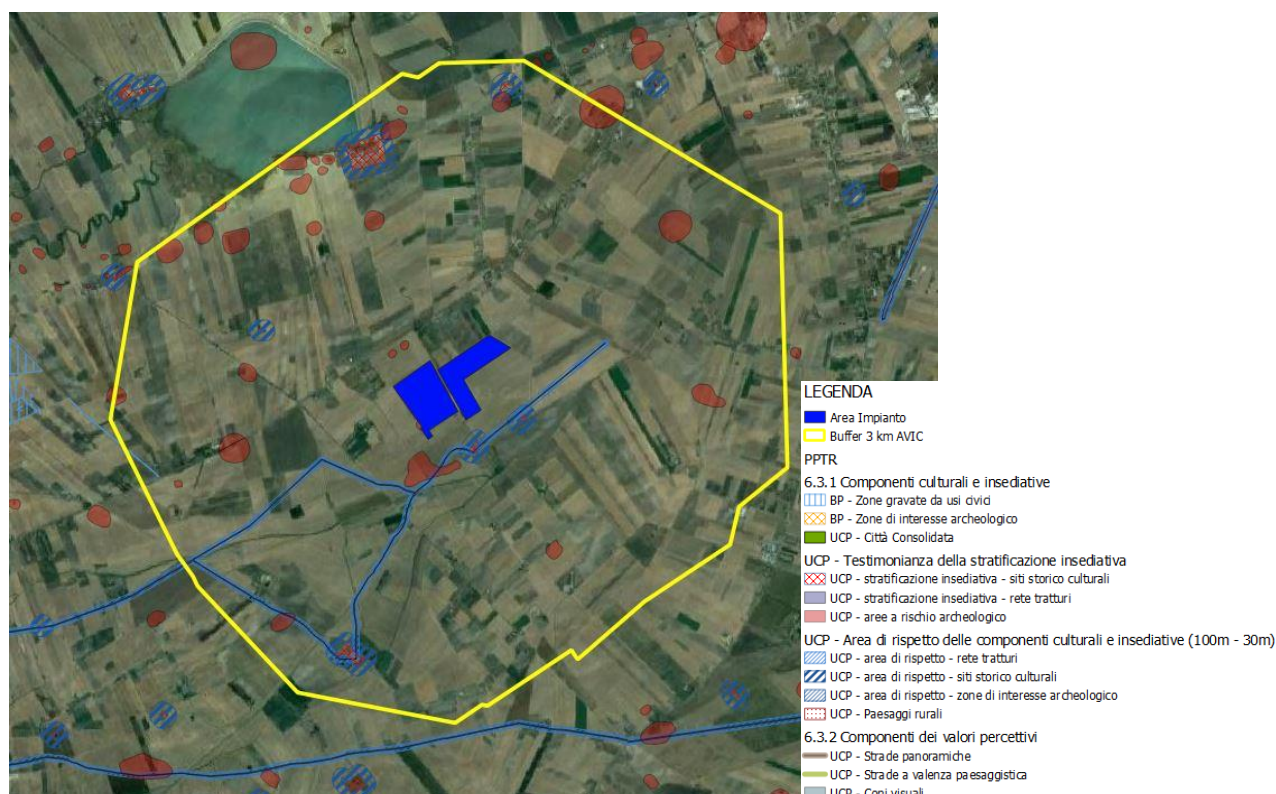 LEGENDA
Area Impianto
Buffer 3 km AVIC
PPTR
6.3.1 Componenti culturali e insediative
BP - Zone gravate da usi civici
BP - Zone di interesse archeologico
UCP - Città Consolidata
UCP - Testimonianza della stratificazione insediativa
UCP - stratificazione insediativa - siti storico culturali
UCP - stratificazione insediativa - rete tratturi
UCP - aree a rischio archeologico
UCP - Area di rispetto delle componenti culturali e insediative (100m - 30m)
UCP - area di rispetto - rete tratturi
UCP - area di rispetto - siti storico culturali
UCP - area di rispetto - zone di interesse archeologico
UCP - Paesaggi rurali
6.3.2 Componenti dei valori percettivi
UCP - Strade panoramiche
UCP - Strade a valenza paesaggistica
UCP - Coni visuali